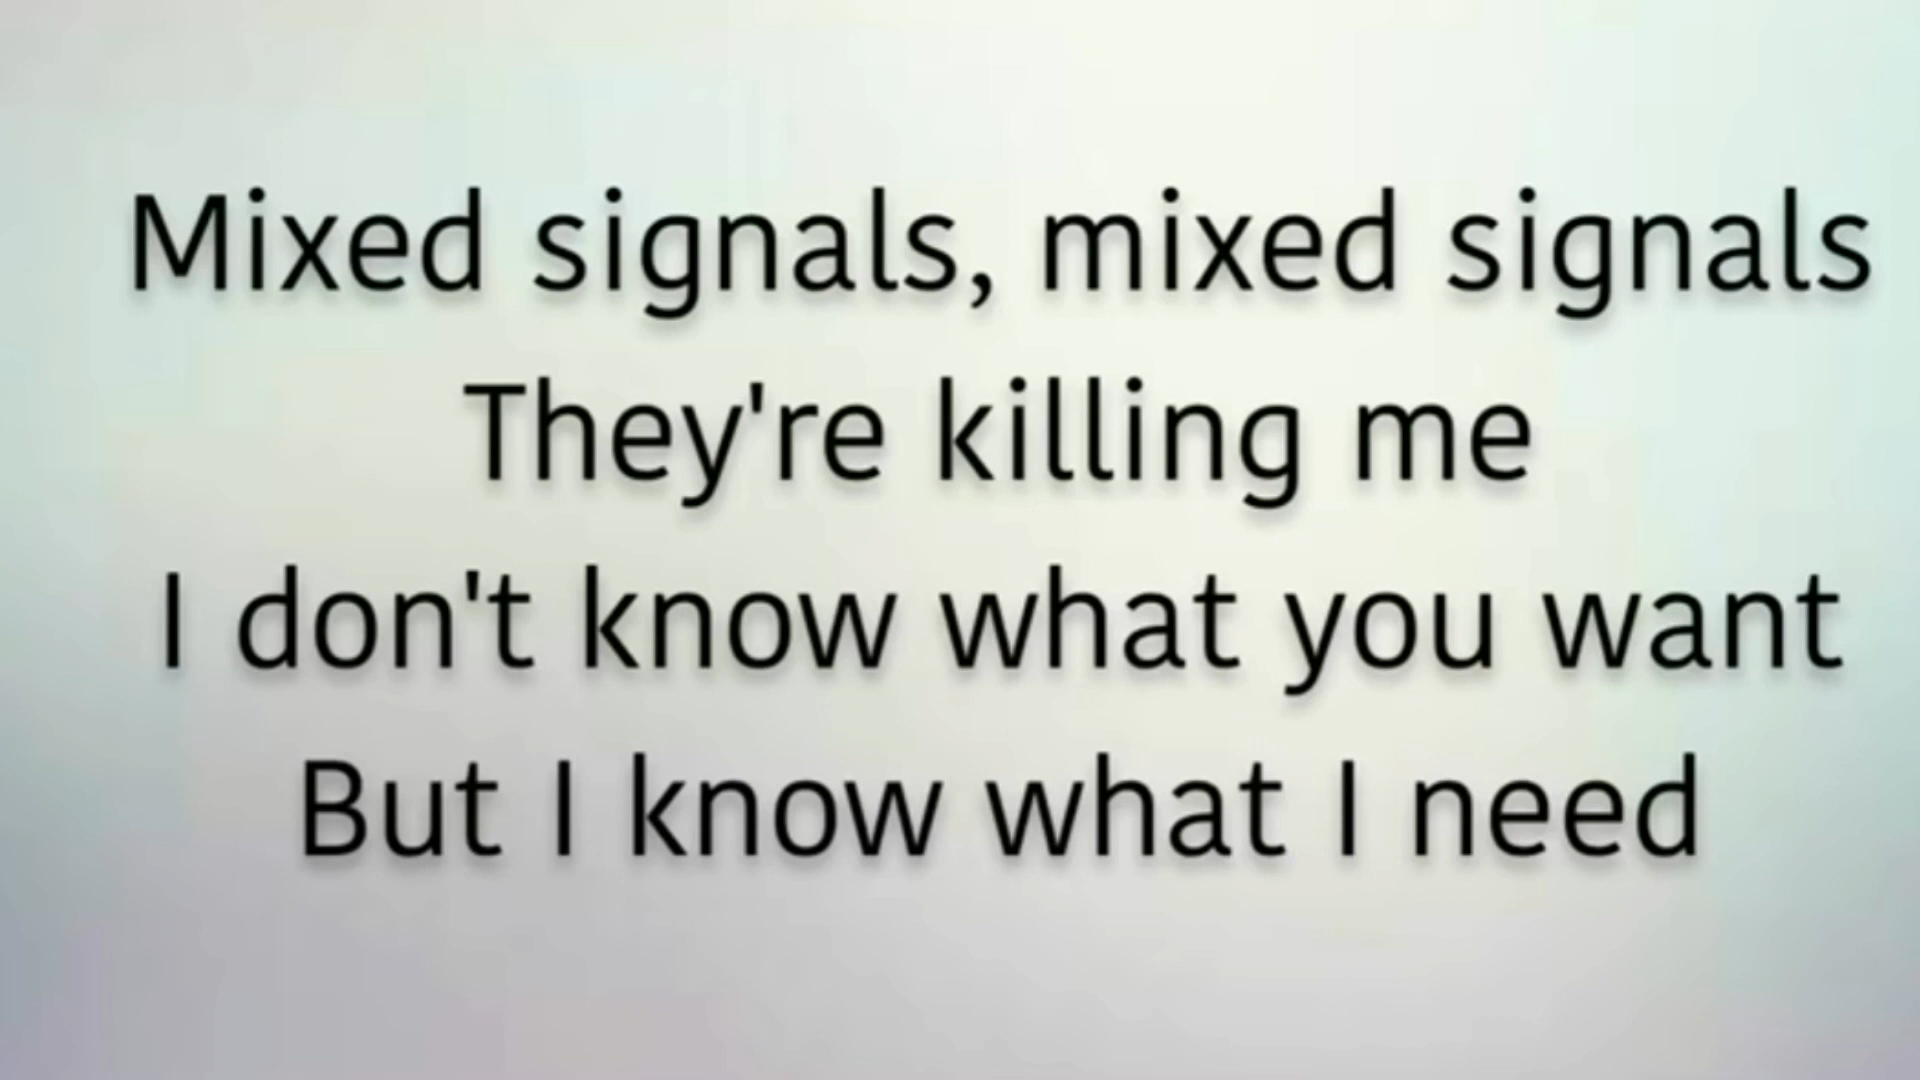 Mixed signals, mixed signals
They're killing me
I don't know what you want
But I know what I need